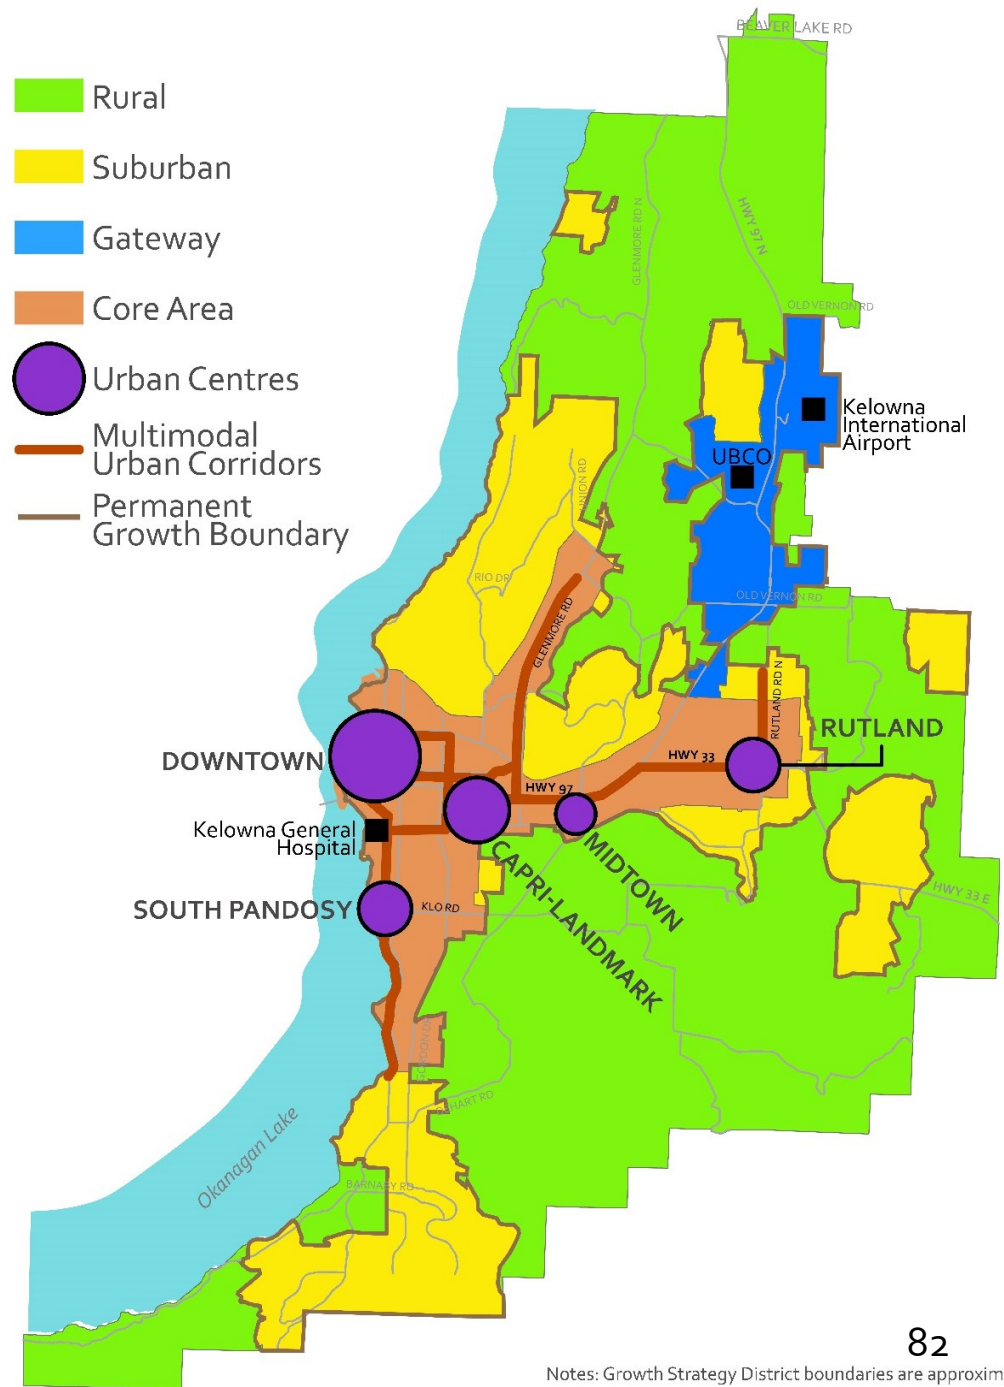 BEAVER LAKE RD
Rural
Suburban
Gateway
Core Area
Urban Centres
Multimodal
Urban Corridors
Permanent
Growth Boundary
GLENMORE RD N
HWY 97 N
OLD VERNON RD
Kelowna
International
Airport
UBCO
UNION RD
RIO DR
GLENMORE RD
OLD VERNON RD
RUTLAND RD N
RUTLAND
DOWNTOWN
HWY 33
HWY 97
Kelowna General
Hospital
CAPRI-LANDMARK
MIDTOWN
SOUTH PANDOSY
KLO RD
HWY 33 E
GORDON DR
DEHART RD
Okanagan Lake
BARNABY RD
82
Notes: Growth Strategy District boundaries are approxim